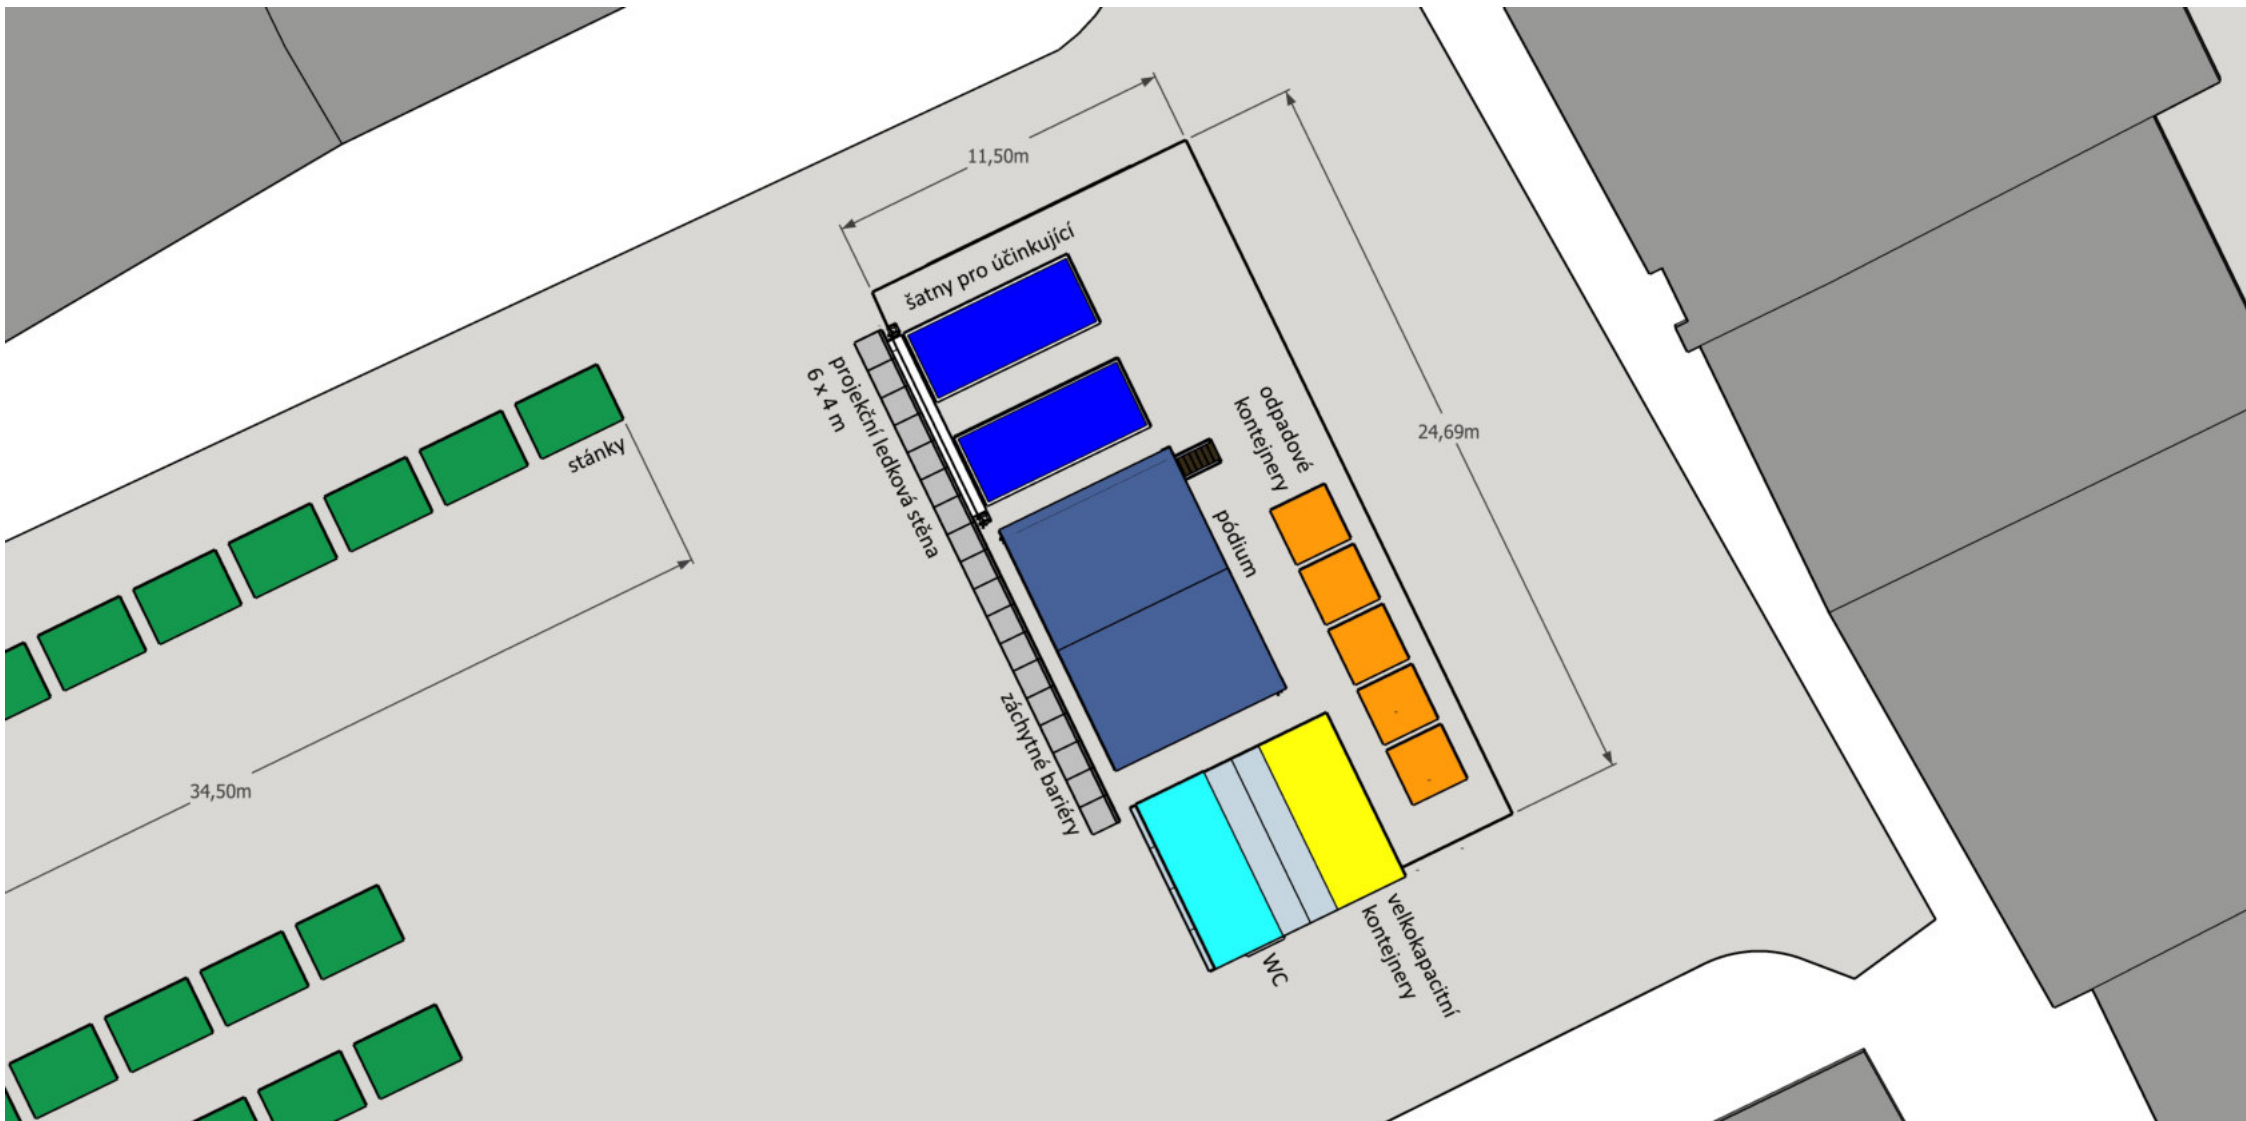 11,50m
šatny pro účinkující
projekční ledková stěna
6 x 4 m
odpadové
kontejnery
24,69m
stánky
pódium
záchytné bariéry
34,50m
WC
velkokapacitní
kontejnery